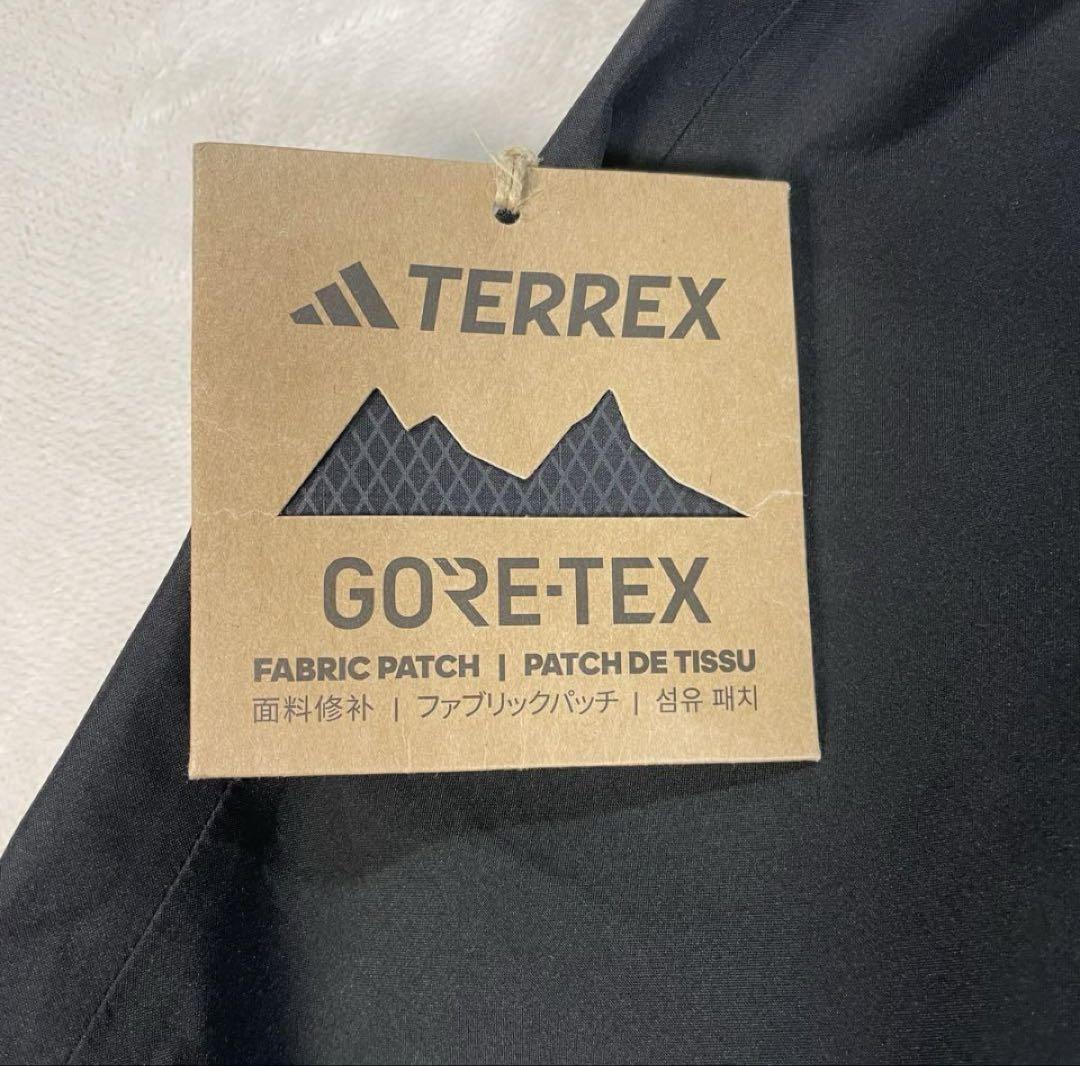 TERREX
GORE-TEX
FABRIC PATCH | PATCH DE TISSU
面料修补 | ファブリックパッチ | 섬유 패치